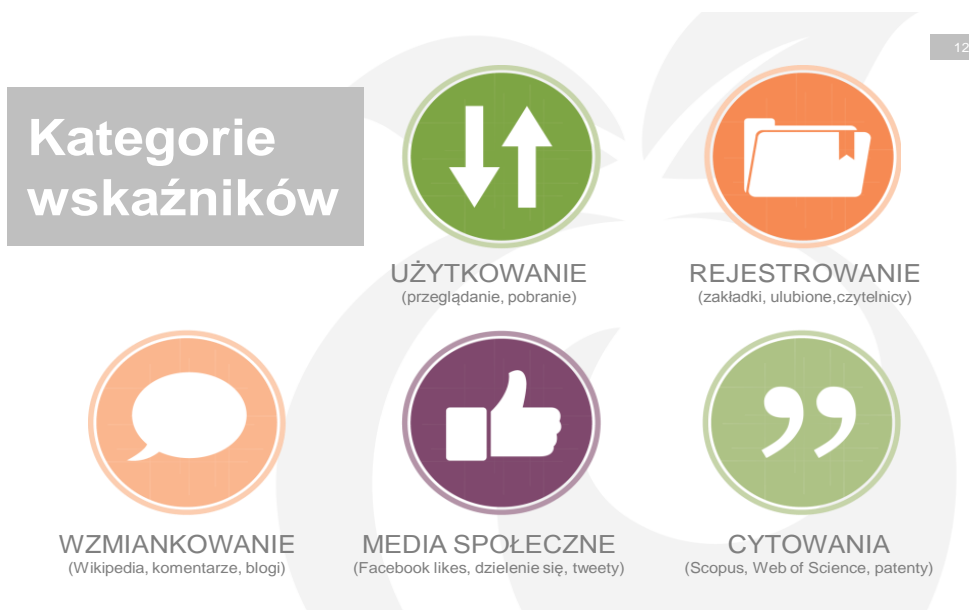 12
Kategorie
wskaźników
UŻYTKOWANIE
(przeglądanie, pobranie)
REJESTROWANIE
(zakładki, ulubione,czytelnicy)
WZMIANKOWANIE
(Wikipedia, komentarze, blogi)
MEDIA SPOŁECZNE
(Facebook likes, dzielenie się, tweety)
CYTOWANIA
(Scopus, Web of Science, patenty)